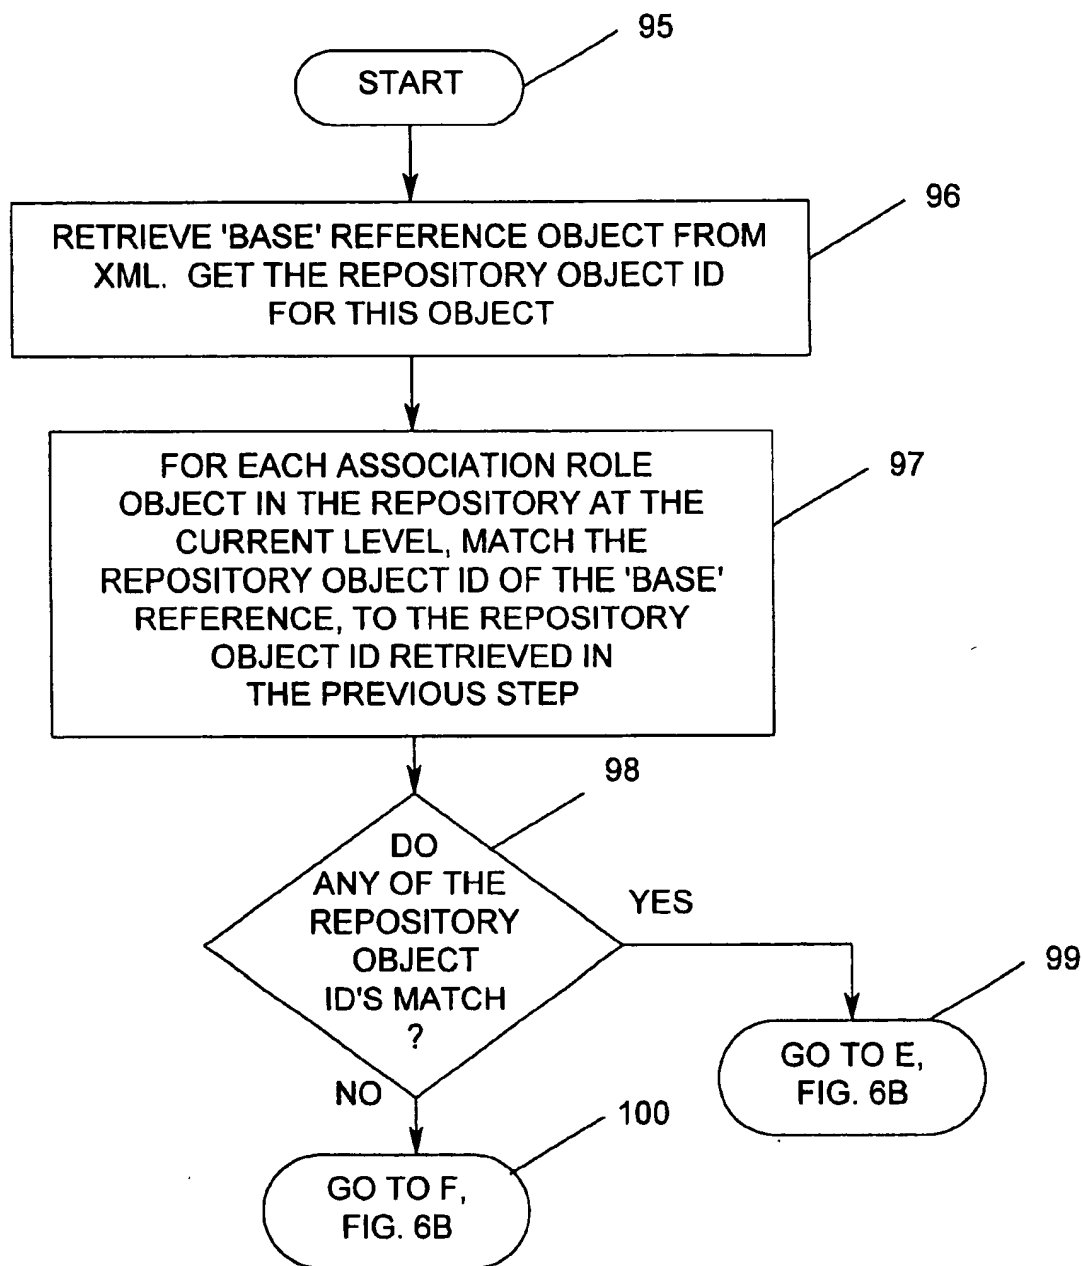 95
START
96
RETRIEVE 'BASE' REFERENCE OBJECT FROM
XML. GET THE REPOSITORY OBJECT ID
FOR THIS OBJECT
97
FOR EACH ASSOCIATION ROLE
OBJECT IN THE REPOSITORY AT THE
CURRENT LEVEL, MATCH THE
REPOSITORY OBJECT ID OF THE 'BASE'
REFERENCE, TO THE REPOSITORY
OBJECT ID RETRIEVED IN
THE PREVIOUS STEP
98
DO
ANY OF THE
REPOSITORY
OBJECT
ID'S MATCH
?
YES
99
GO TO E,
FIG. 6B
NO
100
GO TO F,
FIG. 6B